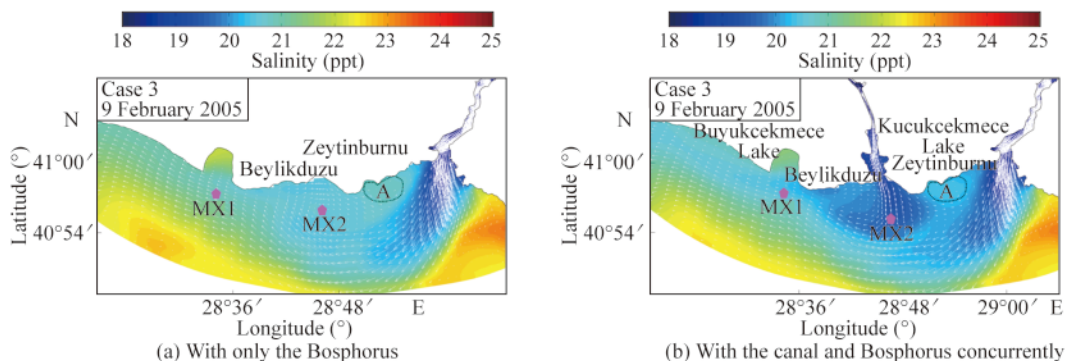 18 19 20 21 22 23 24 25
Salinity (ppt)
Case 3
9 February 2005
N
Zeytinburnu
41°00′
Beylikduzu
A
MX1
MX2
Latitude (°)
40°54′
28°36′ 28°48′ E
Longitude (°)
(a) With only the Bosphorus
18 19 20 21 22 23 24 25
Salinity (ppt)
Case 3
9 February 2005
N
Buyukcekmece
Lake
Kucukcekmece
Lake
Zeytinburnu
41°00′
Beylikduzu
A
MX1
MX2
Latitude (°)
40°54′
28°36′ 28°48′ 29°00′ E
Longitude (°)
(b) With the canal and Bosphorus concurrently